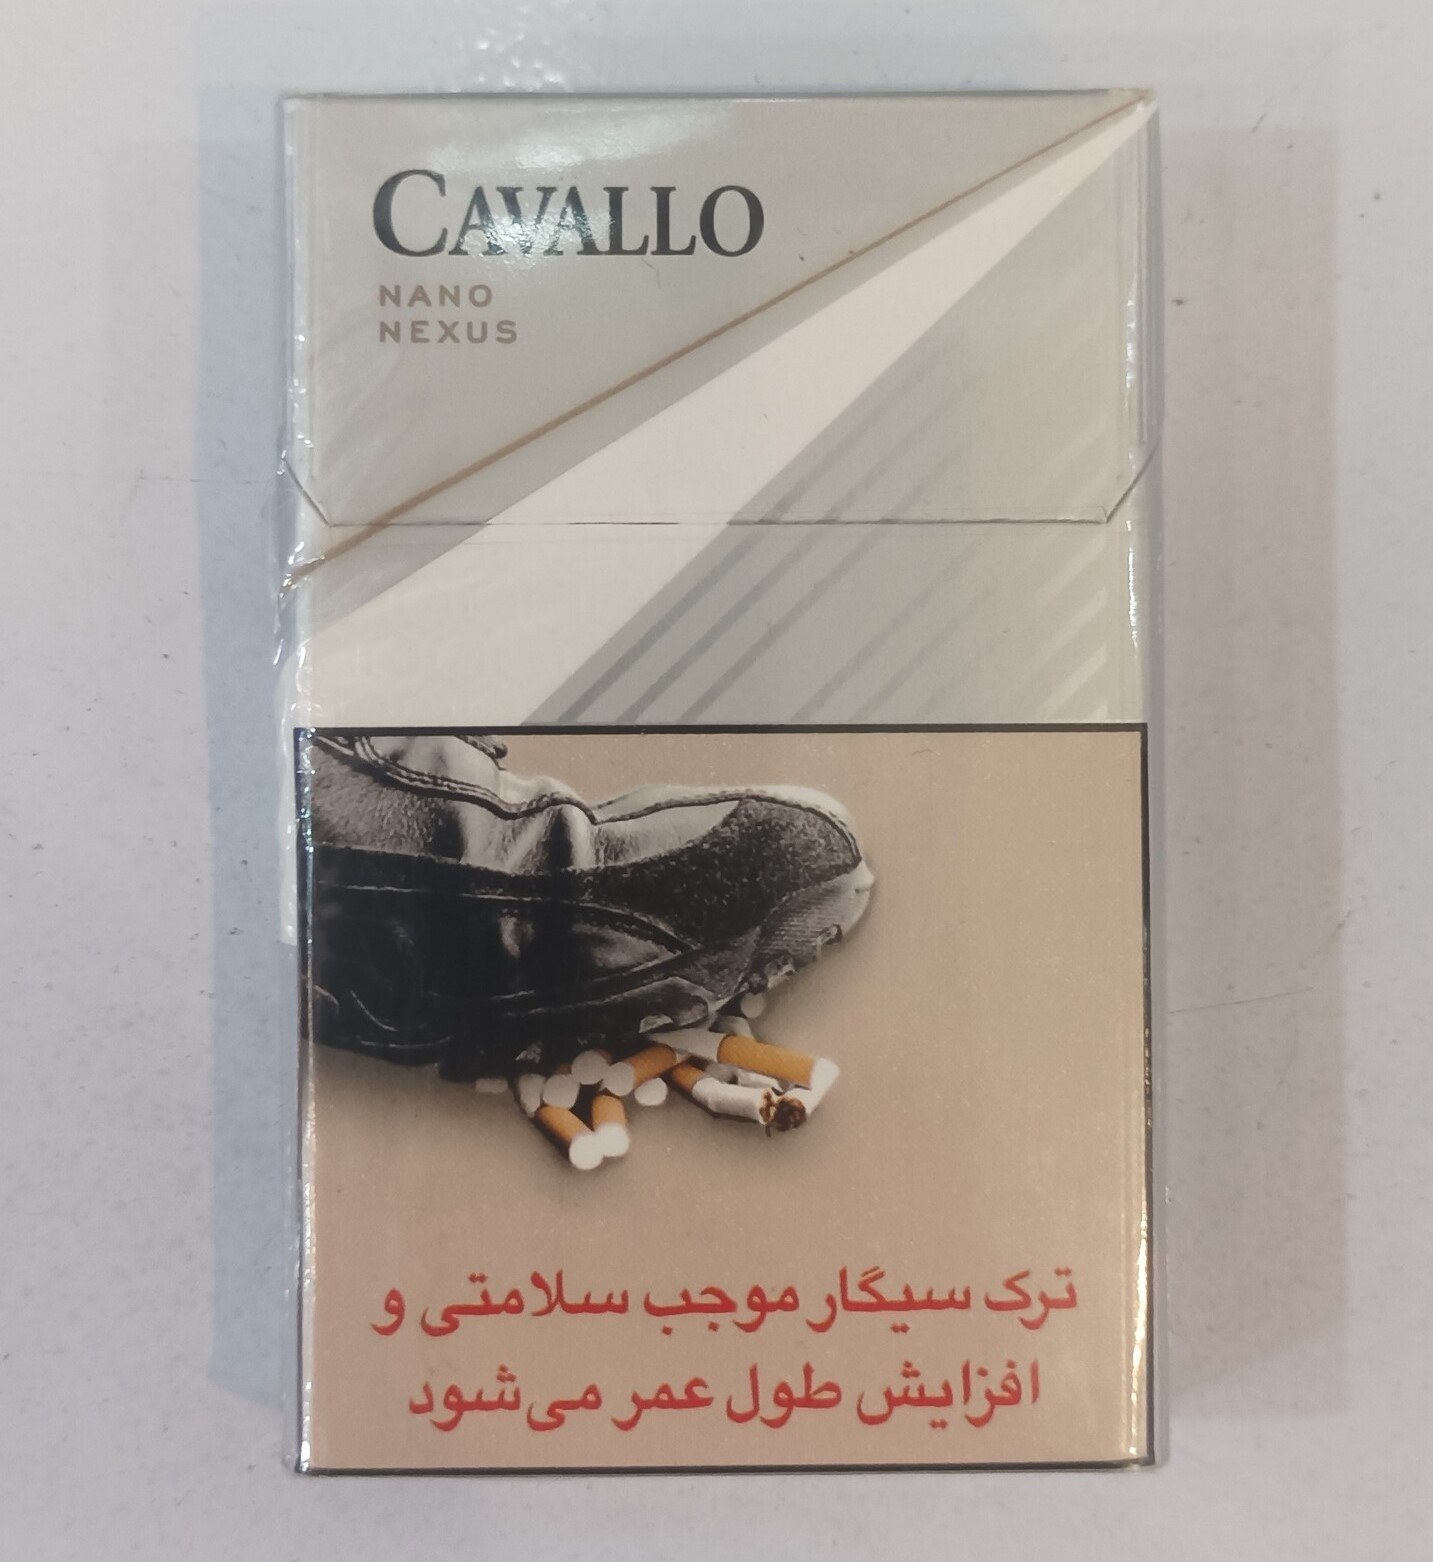 CAVALLO
NANO
NEXUS
ترک سیگار موجب سلامتی و
افزایش طول عمر می‌شود